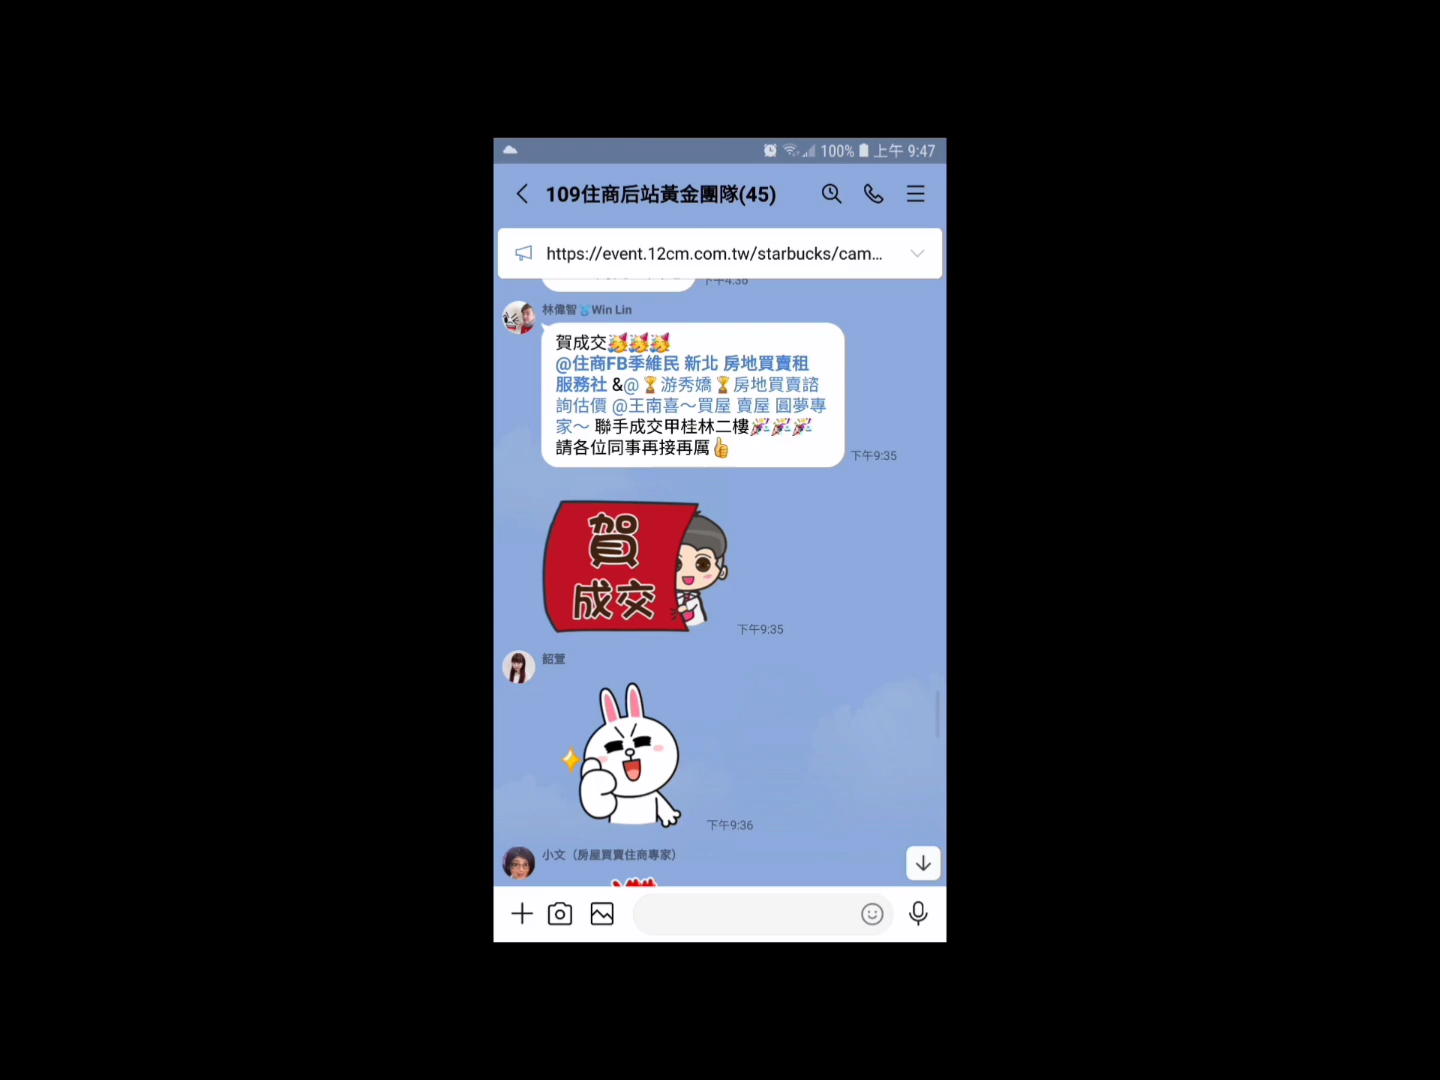 100% 上午 9:47
109住商后站黃金團隊(45)
https://event.12cm.com.tw/starbucks/cam...
下午4:36
林偉智🥈Win Lin
賀成交🥳🥳🥳
@住商FB季維民 新北 房地買賣租
服務社 &@🏆游秀嬌🏆房地買賣諮
詢估價 @王南喜～買屋 賣屋 圓夢專
家～ 聯手成交甲桂林二樓🎉🎉🎉
請各位同事再接再厲👍
下午9:35
賀
成交
下午9:35
韶萱
下午9:36
小文（房屋買賣住商專家）